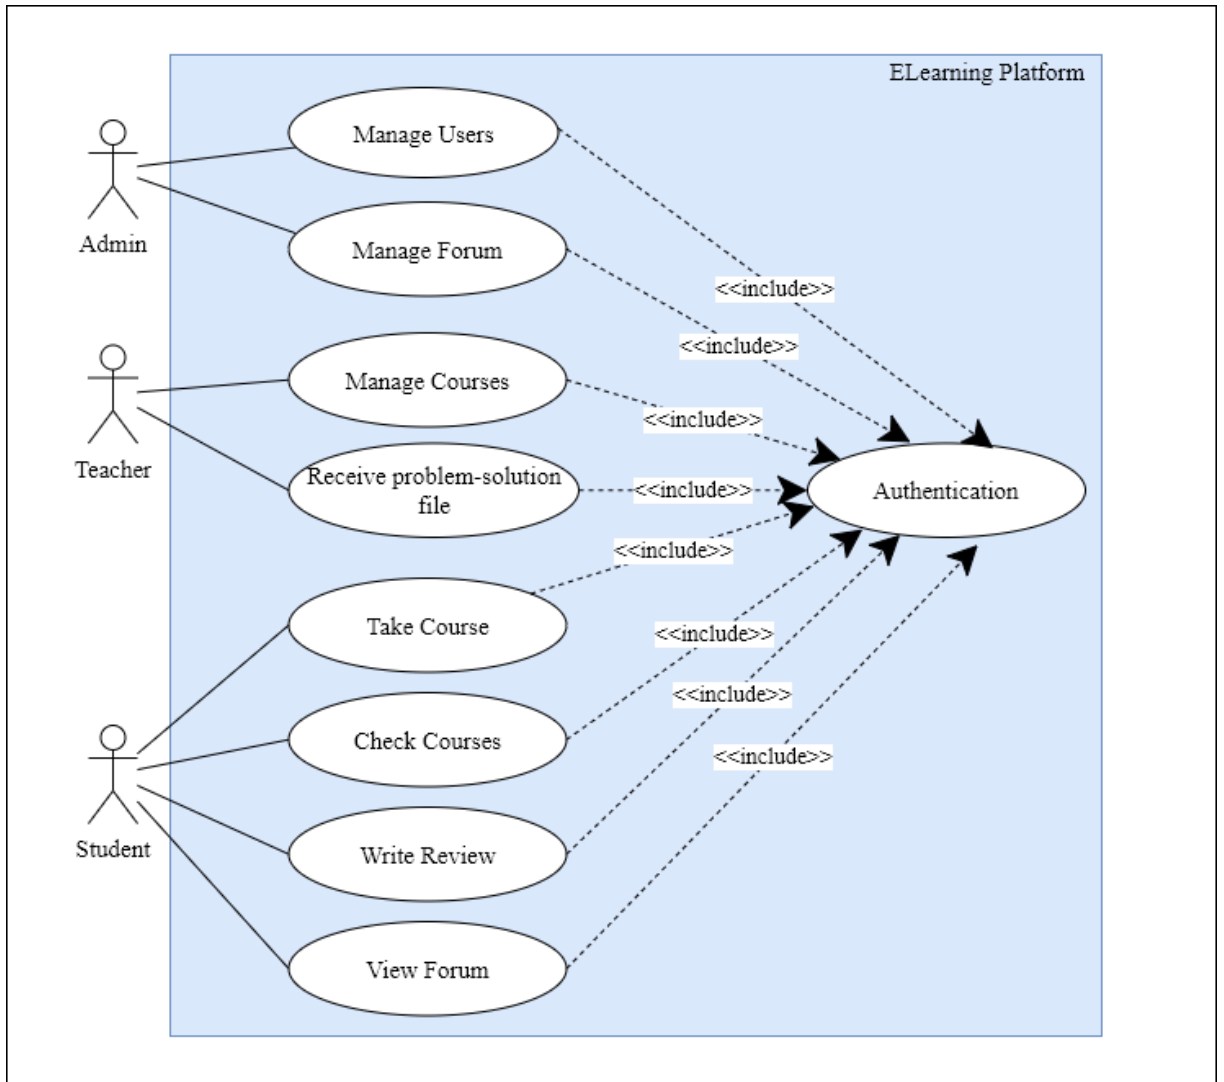 ELearning Platform
Manage Users
Admin
Manage Forum
<<include>>
<<include>>
Manage Courses
<<include>>
Teacher
Receive problem-solution
file
<<include>>
Authentication
<<include>>
Take Course
<<include>>
<<include>>
Check Courses
<<include>>
Student
Write Review
View Forum